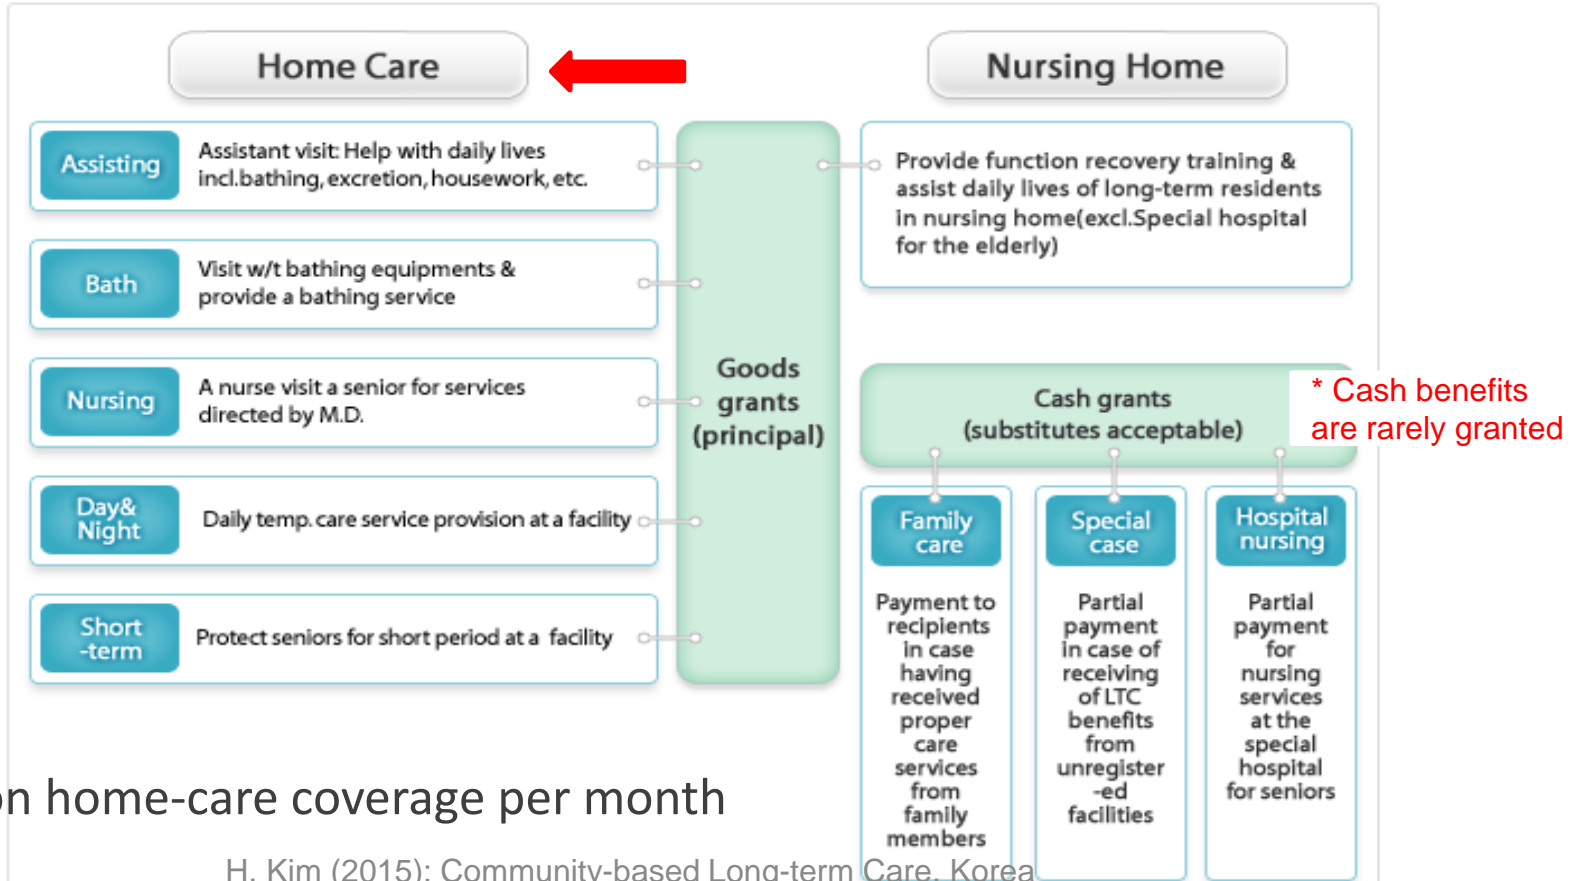 Home Care
Nursing Home
Assisting
Assistant visit: Help with daily lives
incl.bathing, excretion, housework, etc.
Bath
Visit w/t bathing equipments &
provide a bathing service
Nursing
A nurse visit a senior for services
directed by M.D.
Day&
Night
Daily temp. care service provision at a facility
Short
-term
Protect seniors for short period at a facility
Goods
grants
(principal)
Provide function recovery training &
assist daily lives of long-term residents
in nursing home(excl.Special hospital
for the elderly)
Cash grants
(substitutes acceptable)
* Cash benefits
are rarely granted
Family
care
Payment to
recipients
in case
having
received
proper
care
services
from
family
members
Special
case
Partial
payment
in case of
receiving
of LTC
benefits
from
unregister
-ed
facilities
Hospital
nursing
Partial
payment
for
nursing
services
at the
special
hospital
for seniors
on home-care coverage per month
H. Kim (2015): Community-based Long-term Care, Korea